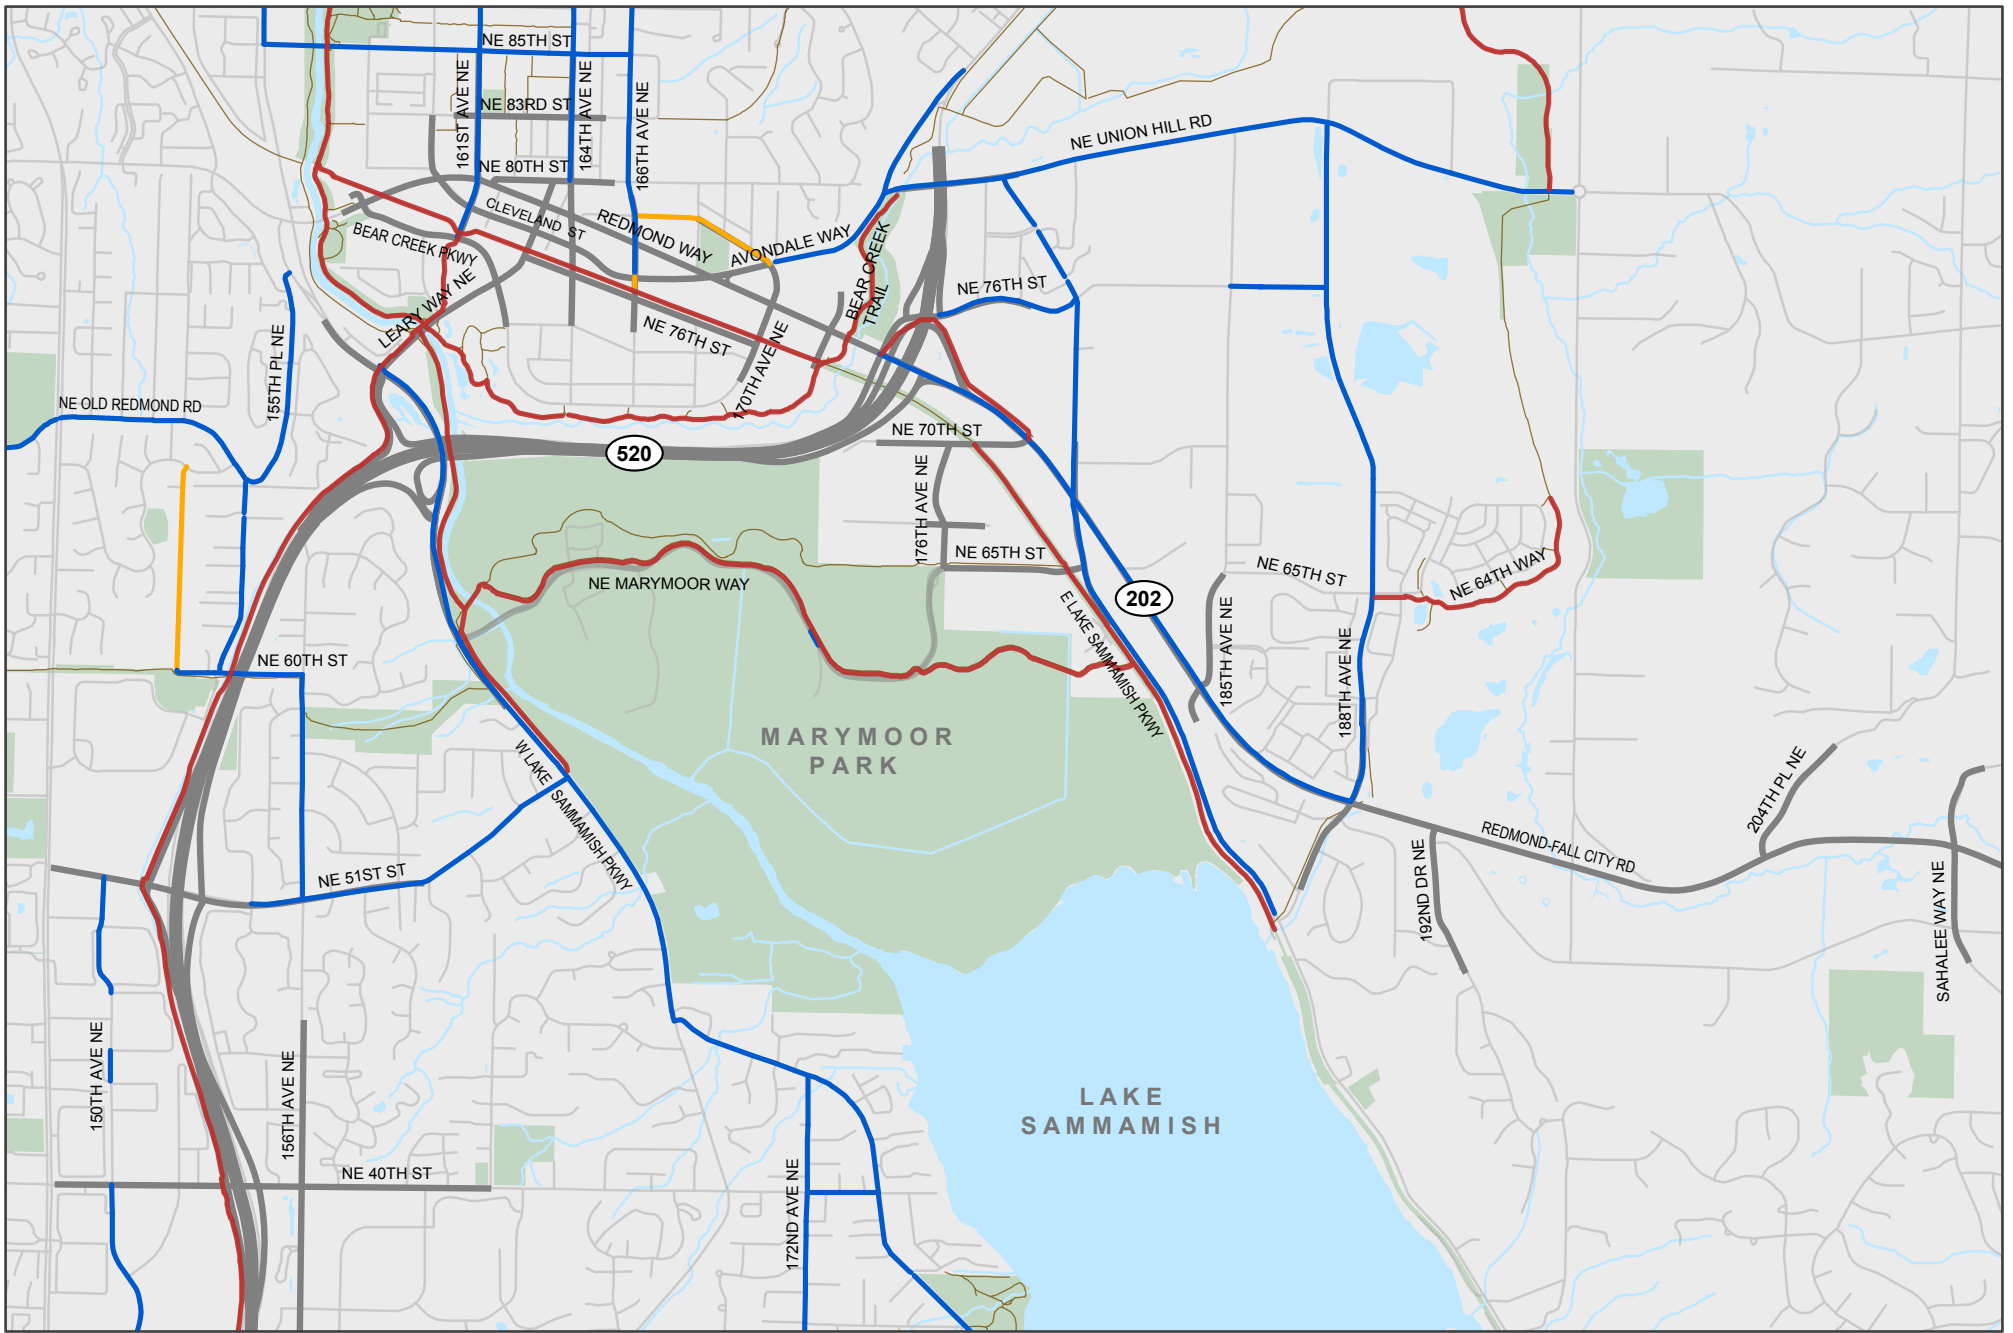 NE 85TH ST
161ST AVE NE
164TH AVE NE
166TH AVE NE
NE 83RD ST
NE 80TH ST
NE UNION HILL RD
CLEVELAND ST
REDMOND WAY
AVONDALE WAY
BEAR CREEK PKWY
BEAR CREEK
TRAIL
LEARY WAY NE
NE 76TH ST
NE 76TH ST
170TH AVE NE
155TH PL NE
NE OLD REDMOND RD
NE 70TH ST
520
176TH AVE NE
NE 65TH ST
NE MARYMOOR WAY
202
NE 65TH ST
NE 64TH WAY
E LAKE SAMMAMISH PKWY
185TH AVE NE
188TH AVE NE
NE 60TH ST
MARYMOOR
PARK
W LAKE SAMMAMISH PKWY
204TH PL NE
REDMOND-FALL CITY RD
192ND DR NE
SAHALEE WAY NE
NE 51ST ST
150TH AVE NE
156TH AVE NE
LAKE
SAMMAMISH
NE 40TH ST
172ND AVE NE